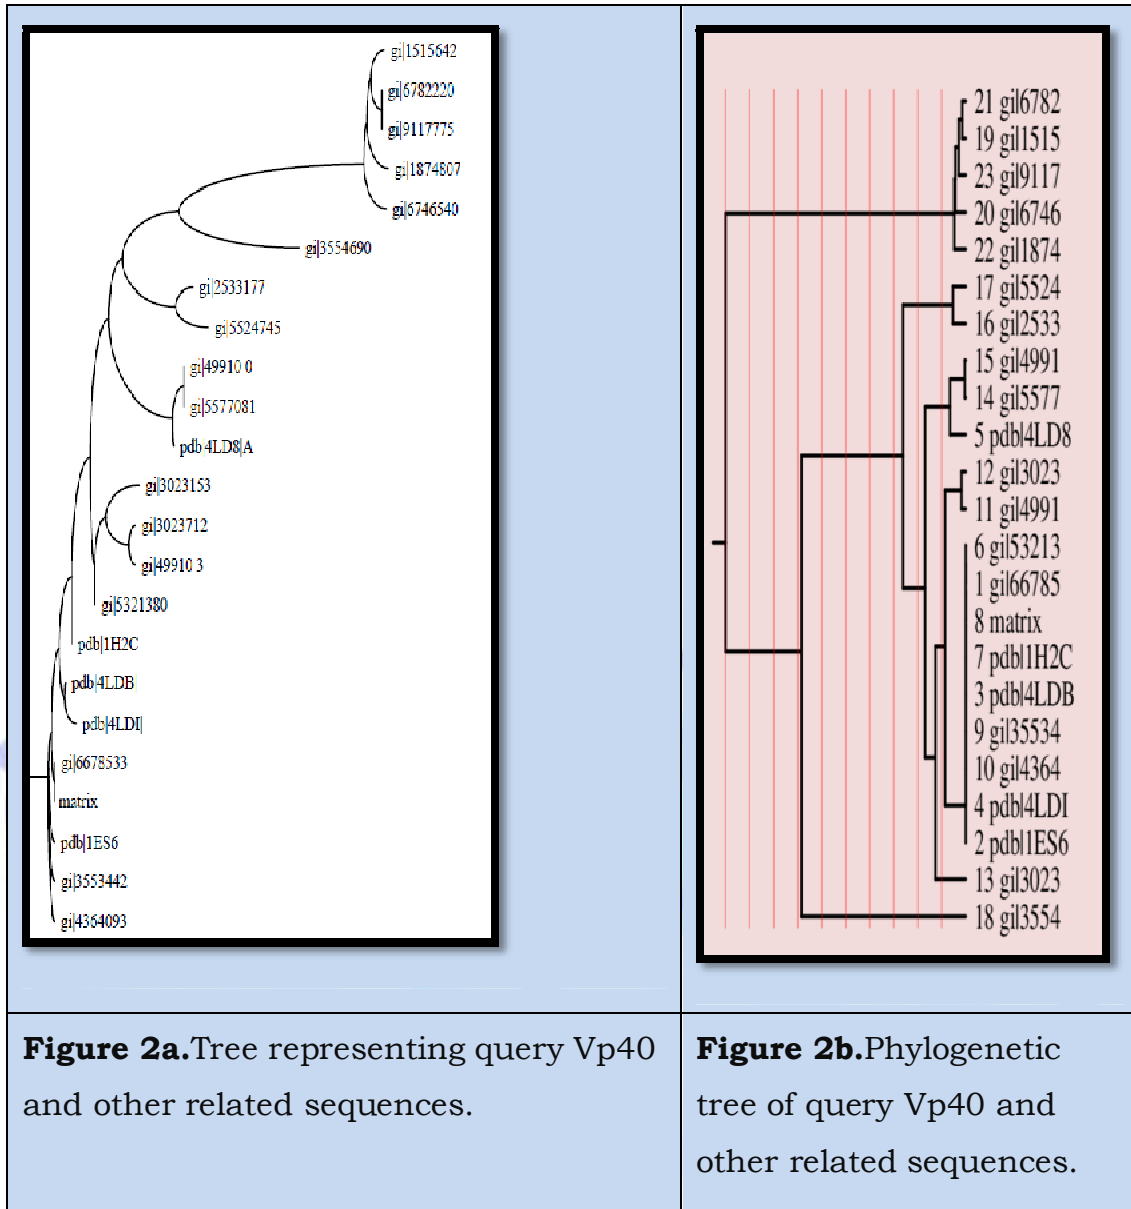 gi|1515642
gi|6782220
gi|9117775
gi|1874807
gi|6746540
gi|3554690
gi|2533177
gi|5524745
gi|49910 0
gi|5577081
pdb 4LD8|A
gi|3023153
gi|3023712
gi|49910 3
gi|5321380
pdb|1H2C
pdb|4LDB
pdb|4LDI|
gi|6678533
matrix
pdb|1ES6
gi|3553442
gi|4364093
21 gi|6782
19 gi|1515
23 gi|9117
20 gi|6746
22 gi|1874
17 gi|5524
16 gi|2533
15 gi|4991
14 gi|5577
5 pdb|4LD8
12 gi|3023
11 gi|4991
6 gi|53213
1 gi|66785
8 matrix
7 pdb|1H2C
3 pdb|4LDB
9 gi|35534
10 gi|4364
4 pdb|4LDI
2 pdb|1ES6
13 gi|3023
18 gi|3554
Figure 2a.Tree representing query Vp40
and other related sequences.
Figure 2b.Phylogenetic
tree of query Vp40 and
other related sequences.